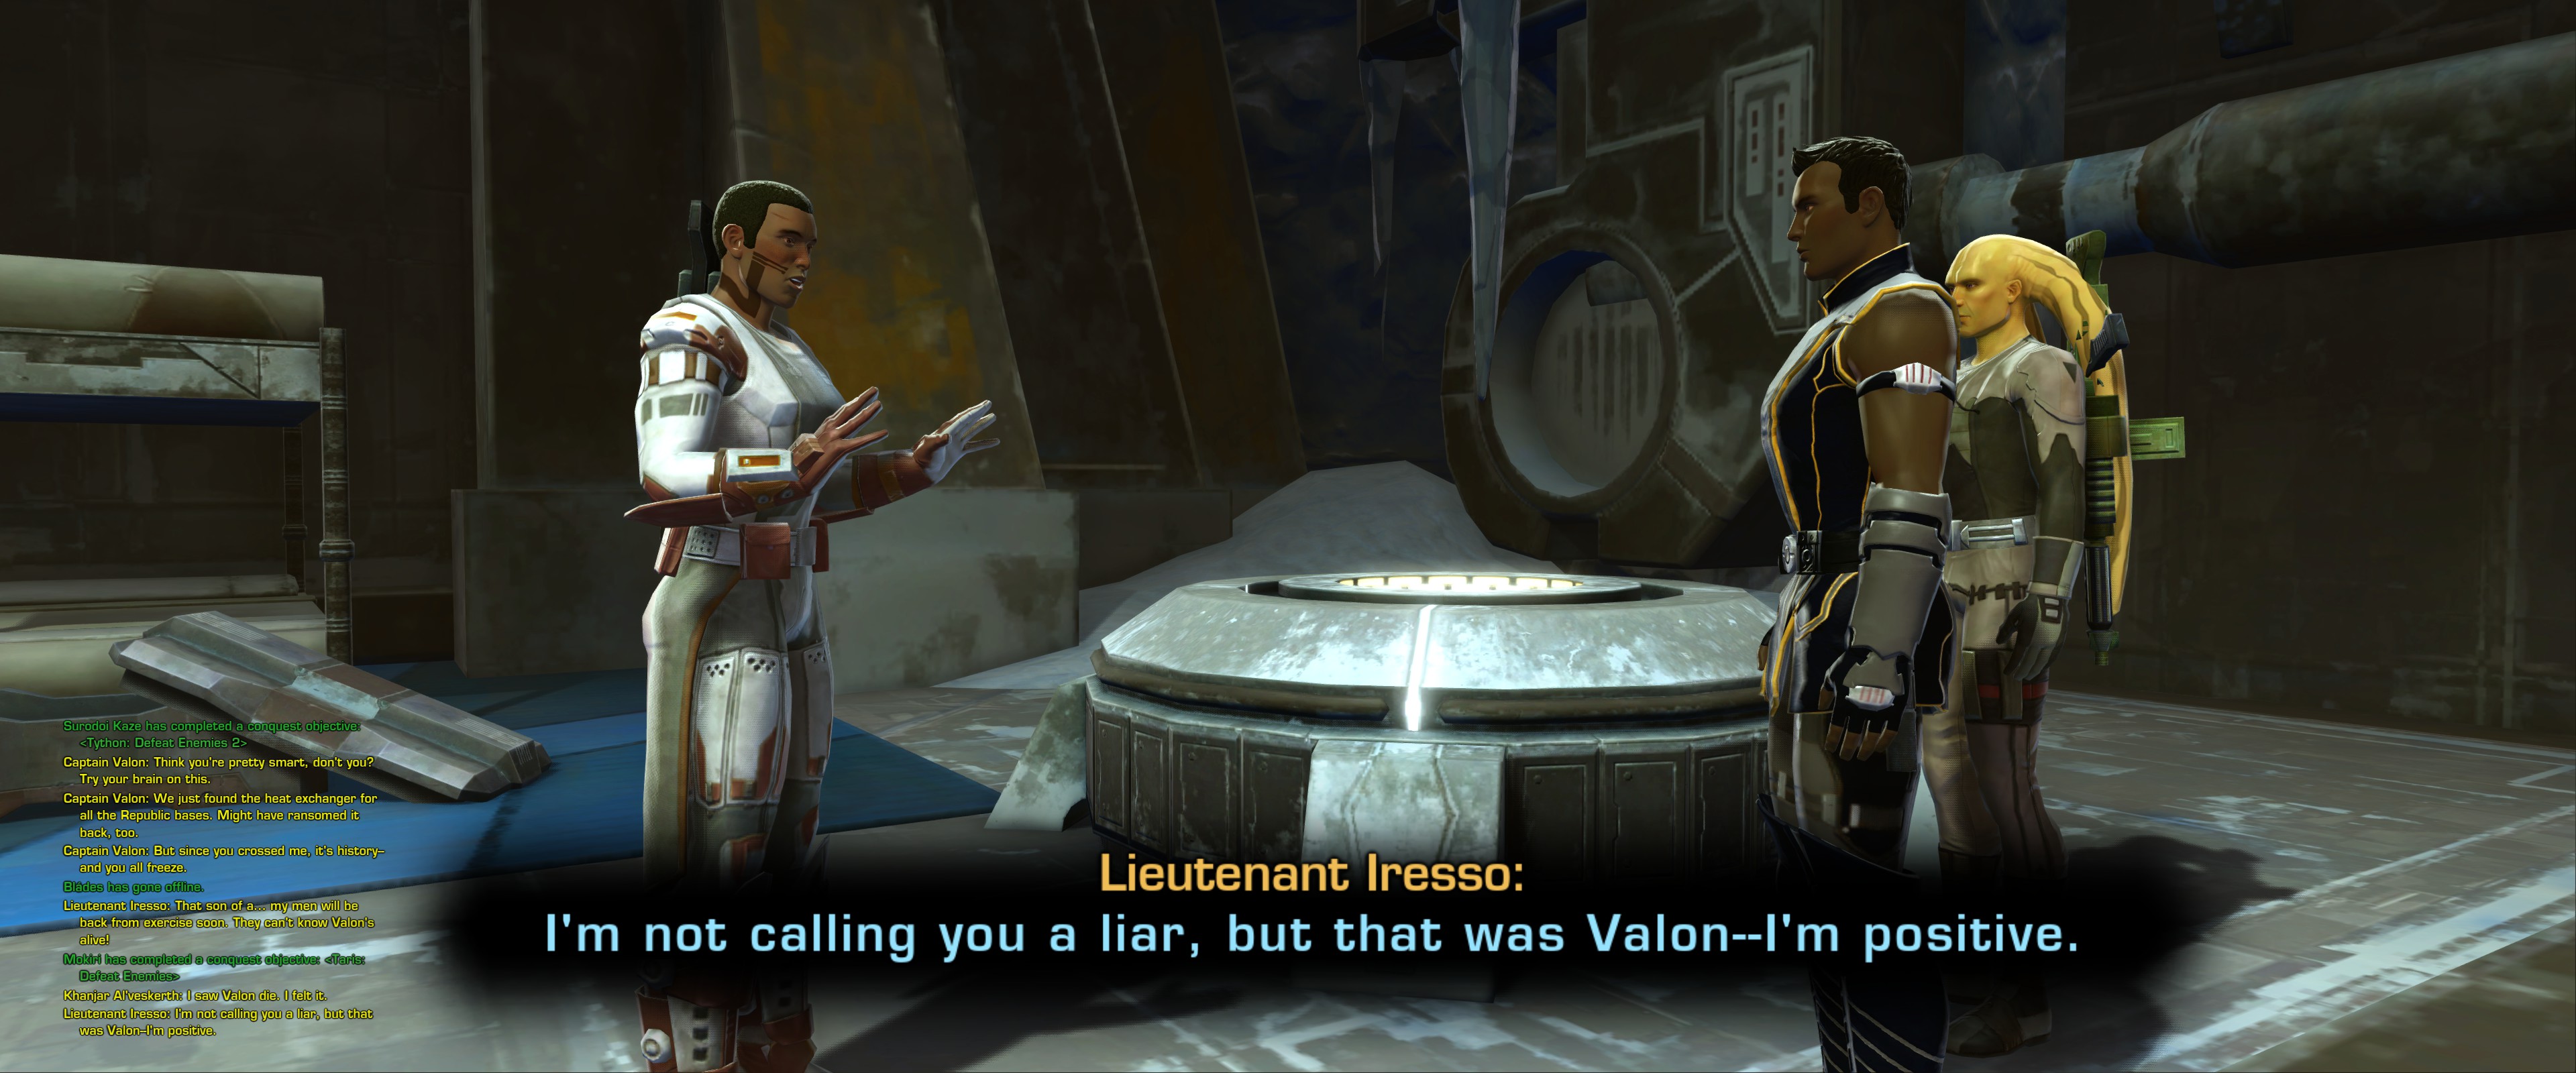 Surodoi Kaze has completed a conquest objective:
<Tython: Defeat Enemies 2>
Captain Valon: Think you're pretty smart, don't you?
Try your brain on this.
Captain Valon: We just found the heat exchanger for
all the Republic bases. Might have ransomed it
back, too.
Captain Valon: But since you crossed me, it's history–
and you all freeze.
Bládes has gone offline.
Lieutenant Iresso: That son of a... my men will be
back from exercise soon. They can't know Valon's
alive!
Mokiri has completed a conquest objective: <Taris:
Defeat Enemies>
Khanjar Al'veskerth: I saw Valon die. I felt it.
Lieutenant Iresso: I'm not calling you a liar, but that
was Valon–I'm positive.
Lieutenant Iresso:
I'm not calling you a liar, but that was Valon--I'm positive.